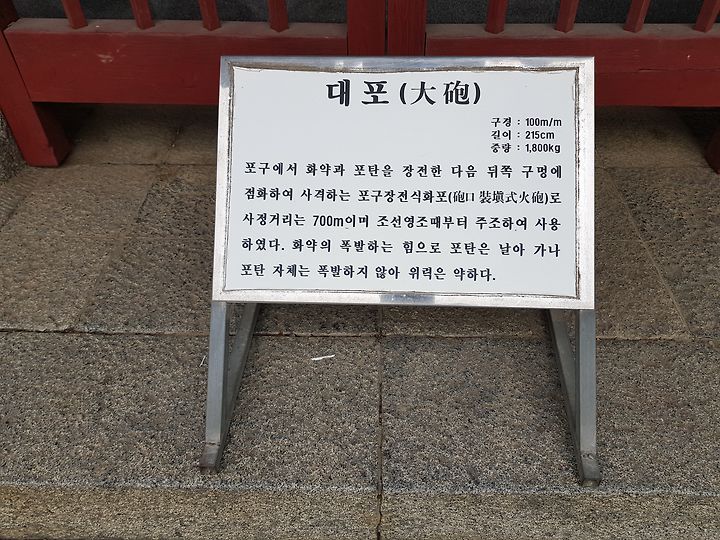 대포(大砲)
구경 : 100m/m
길이 : 215cm
중량 : 1,800kg
포구에서 화약과 포탄을 장전한 다음 뒤쪽 구멍에
점화하여 사격하는 포구장전식화포(砲口 裝塡式火砲)로
사정거리는 700m이며 조선영조때부터 주조하여 사용
하였다. 화약의 폭발하는 힘으로 포탄은 날아 가나
포탄 자체는 폭발하지 않아 위력은 약하다.